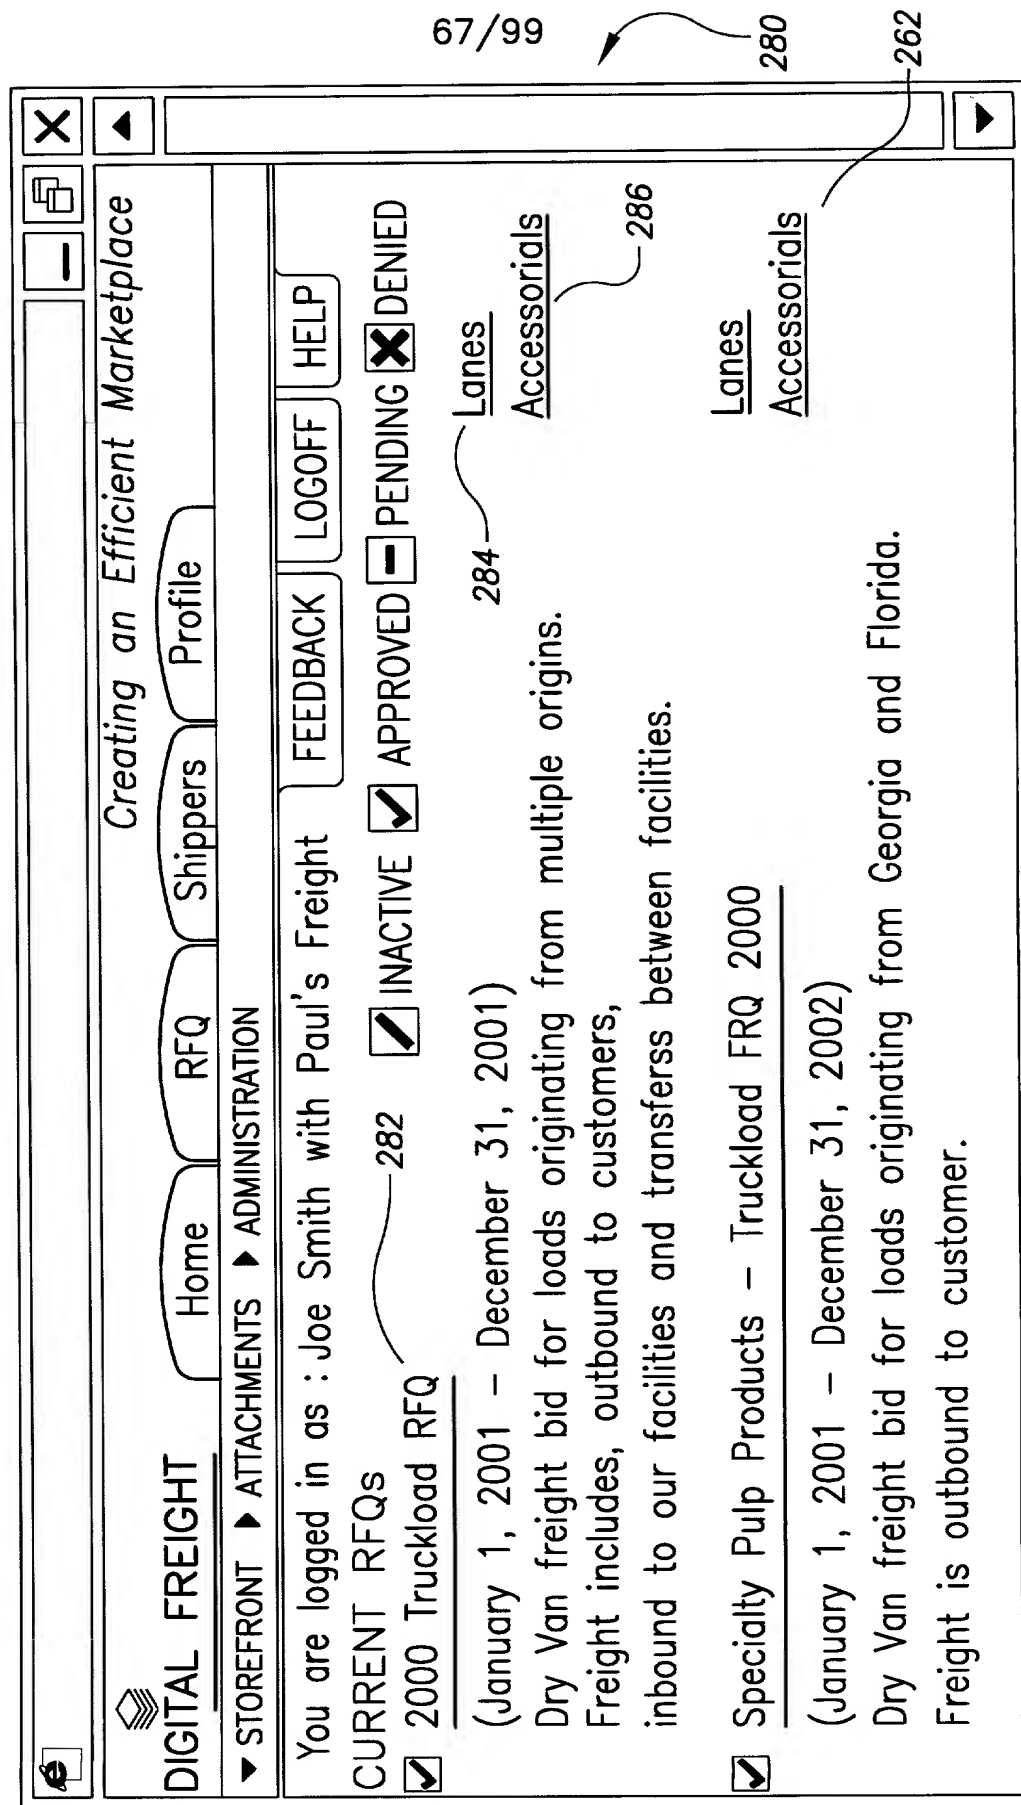 67/99
Creating an Efficient Marketplace
DIGITAL FREIGHT
Home RFQ Shippers Profile
STOREFRONT ATTACHMENTS ADMINISTRATION
You are logged in as : Joe Smith with Paul's Freight FEEDBACK LOGOFF HELP
CURRENT RFQs 282 INACTIVE APPROVED PENDING DENIED
2000 Truckload RFQ 284 Lanes
(January 1, 2001 – December 31, 2001) Accessorials
Dry Van freight bid for loads originating from multiple origins. 286
Freight includes, outbound to customers,
inbound to our facilities and transferss between facilities.
280
Specialty Pulp Products – Truckload FRQ 2000 Lanes
Accessorials 262
(January 1, 2001 – December 31, 2002)
Dry Van freight bid for loads originating from Georgia and Florida.
Freight is outbound to customer.